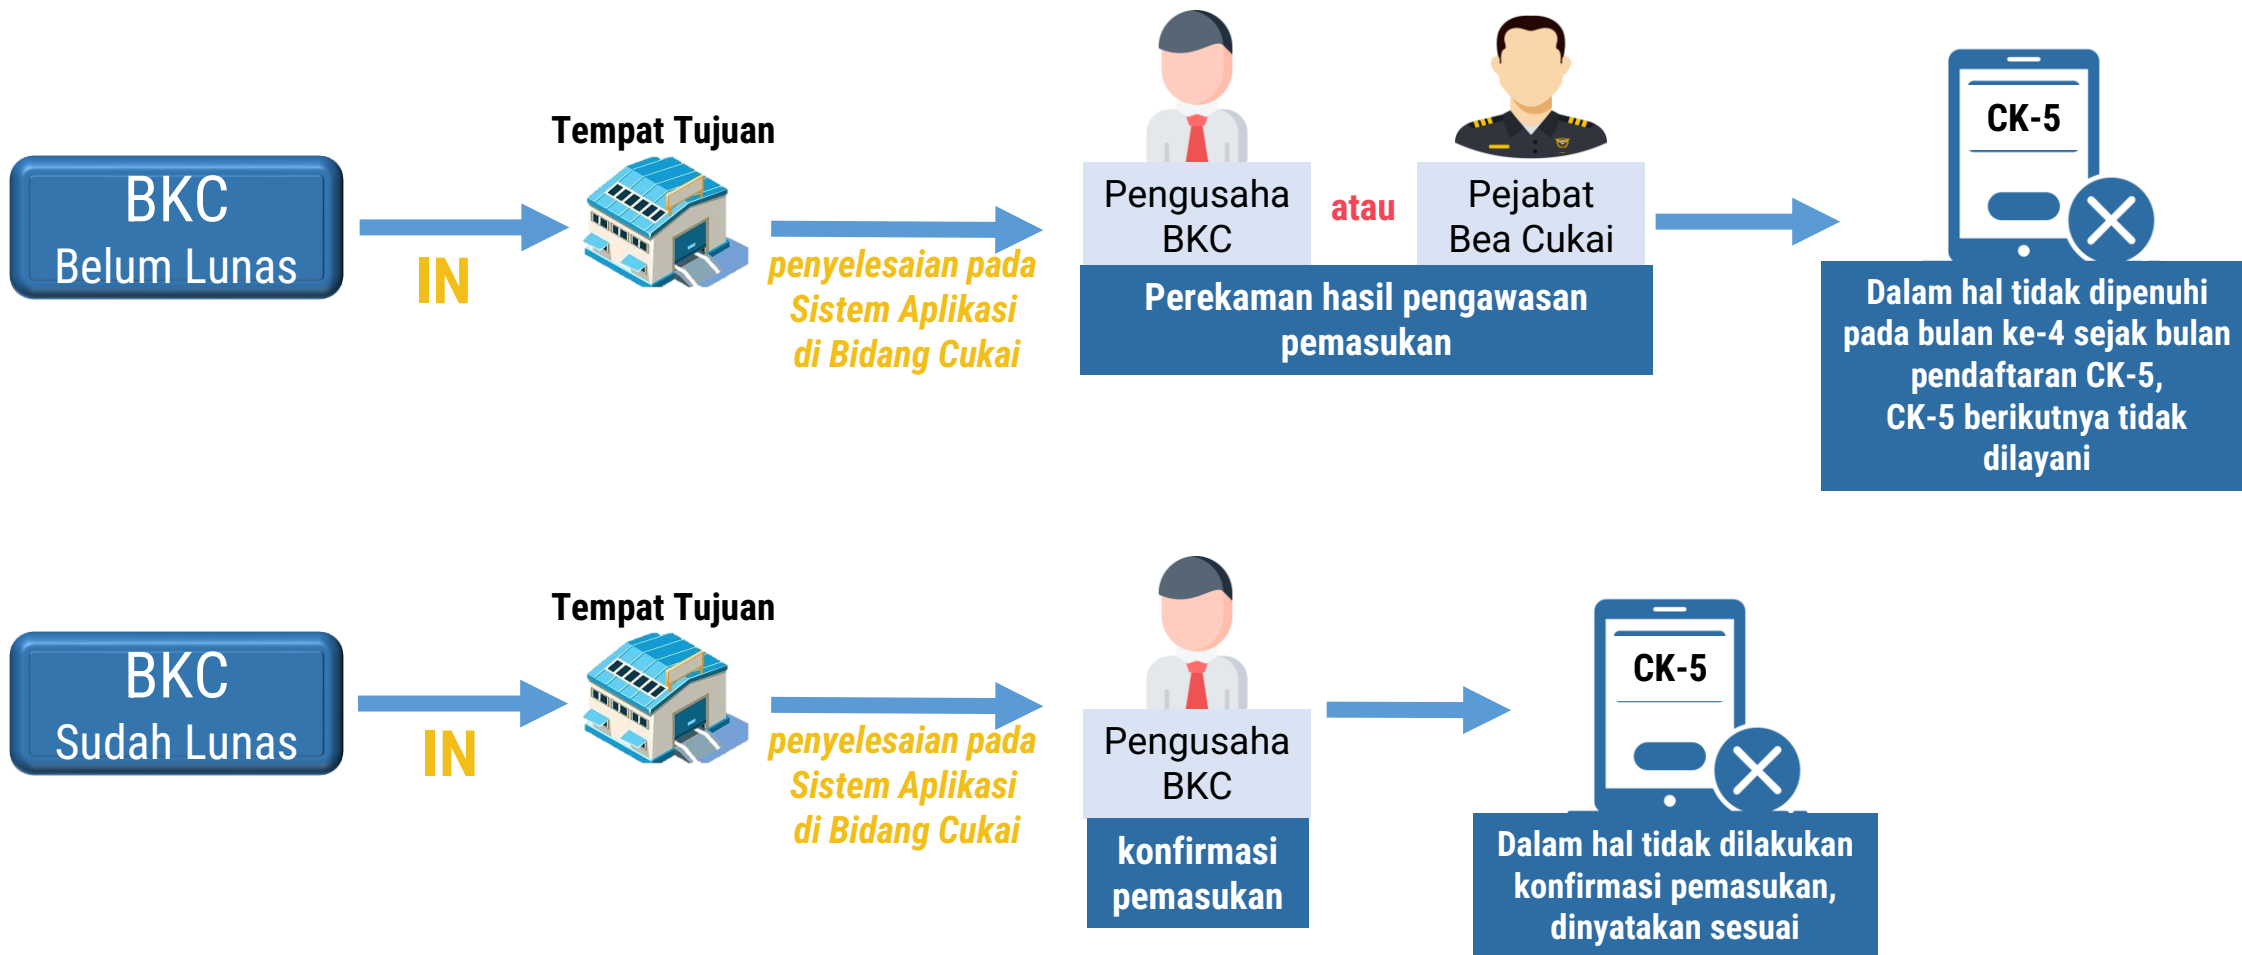 BKC
Belum Lunas
IN
Tempat Tujuan
penyelesaian pada
Sistem Aplikasi
di Bidang Cukai
Pengusaha
BKC
atau
Pejabat
Bea Cukai
Perekaman hasil pengawasan
pemasukan
CK-5
Dalam hal tidak dipenuhi
pada bulan ke-4 sejak bulan
pendaftaran CK-5,
CK-5 berikutnya tidak
dilayani
BKC
Sudah Lunas
IN
Tempat Tujuan
penyelesaian pada
Sistem Aplikasi
di Bidang Cukai
Pengusaha
BKC
konfirmasi
pemasukan
CK-5
Dalam hal tidak dilakukan
konfirmasi pemasukan,
dinyatakan sesuai